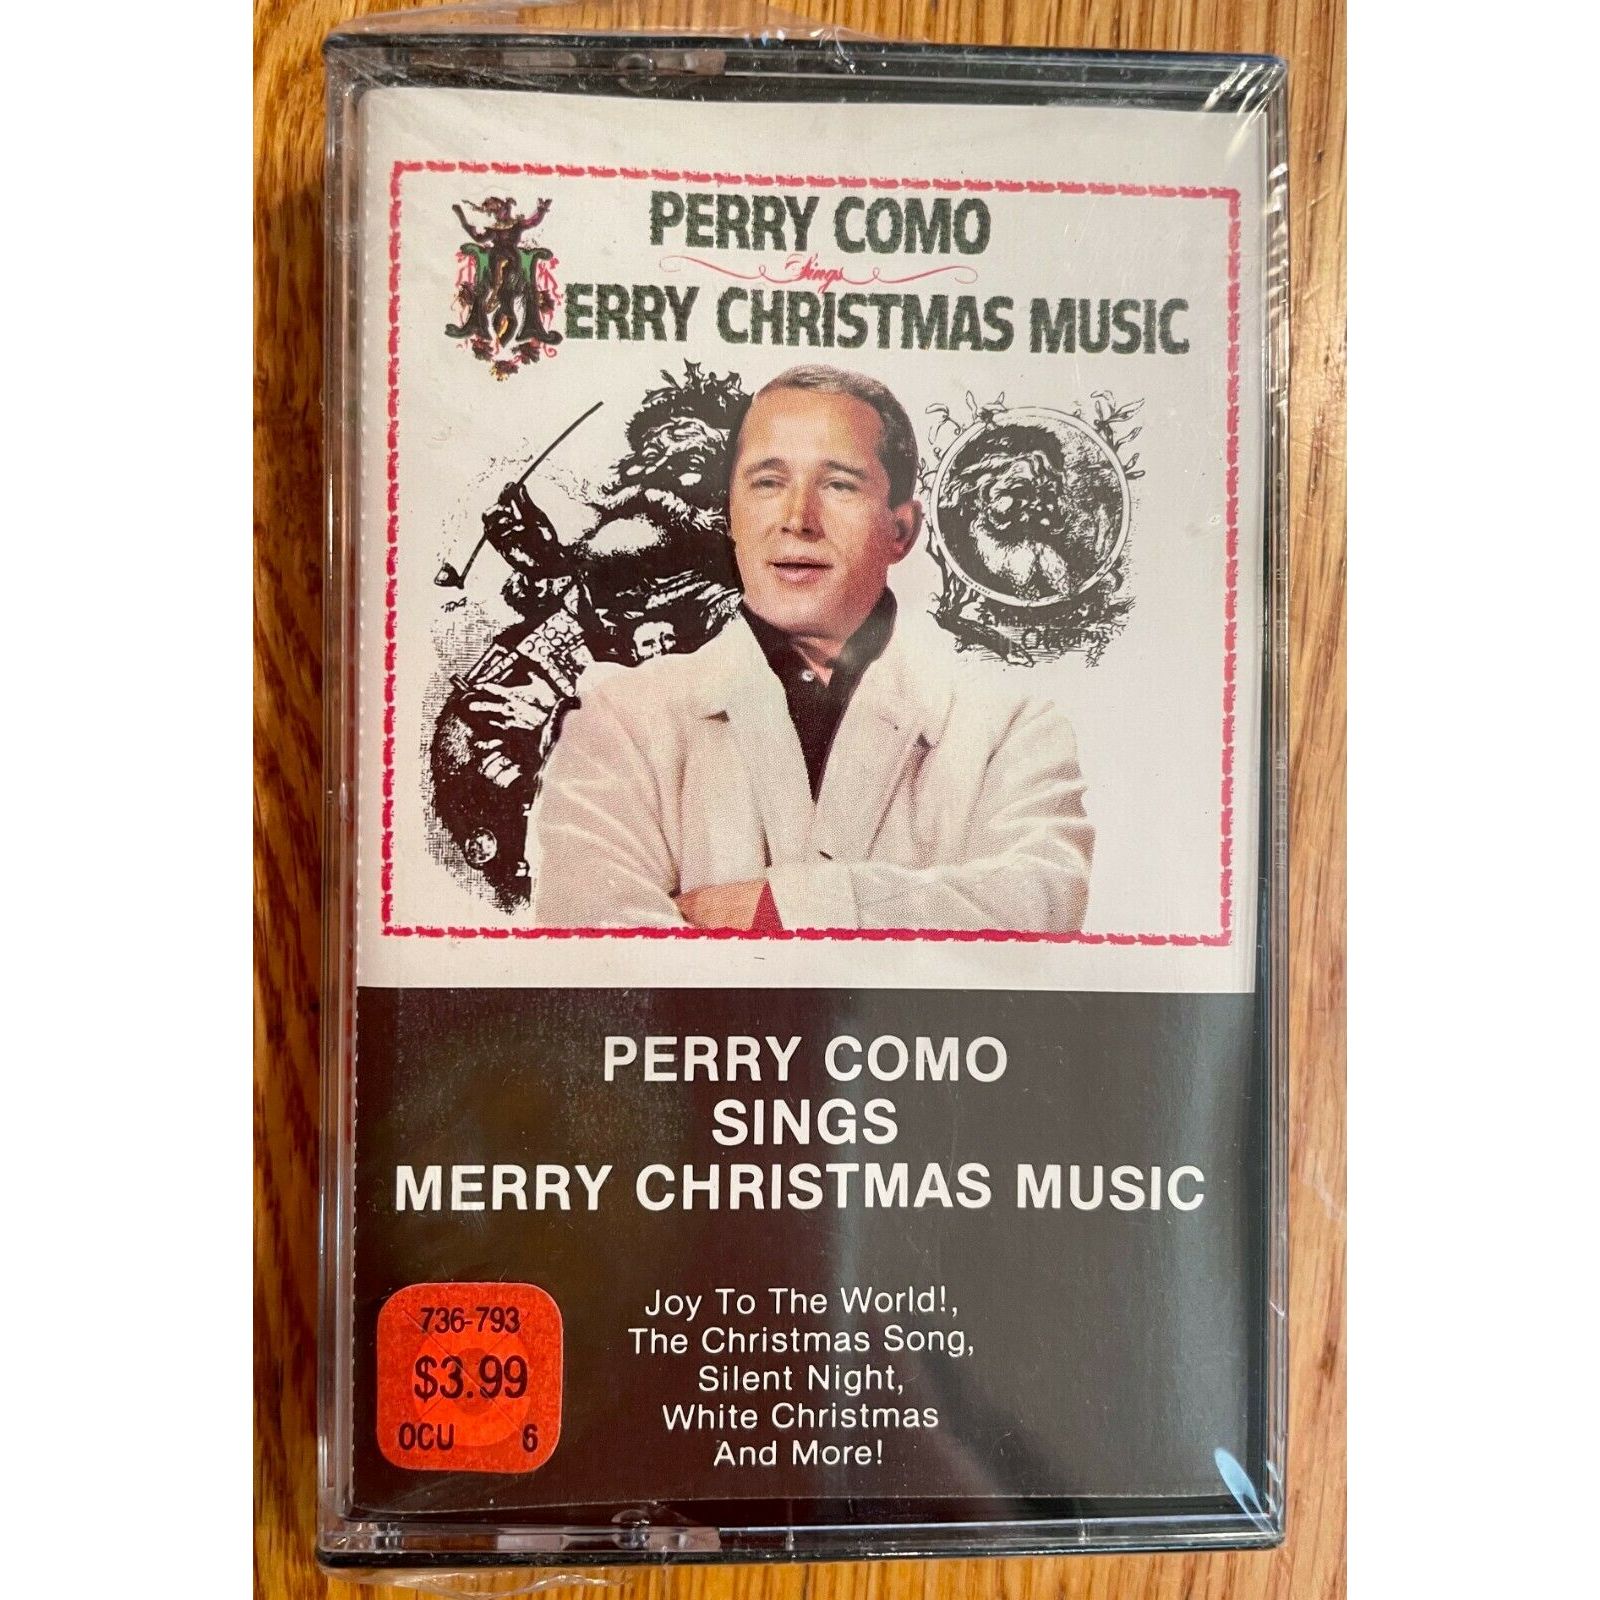 PERRY COMO
Sings
MERRY CHRISTMAS MUSIC
CHRISTMAS
PERRY COMO
SINGS
MERRY CHRISTMAS MUSIC
Joy To The World!,
The Christmas Song,
Silent Night,
White Christmas
And More!
736-793
$3.99
OCU 6